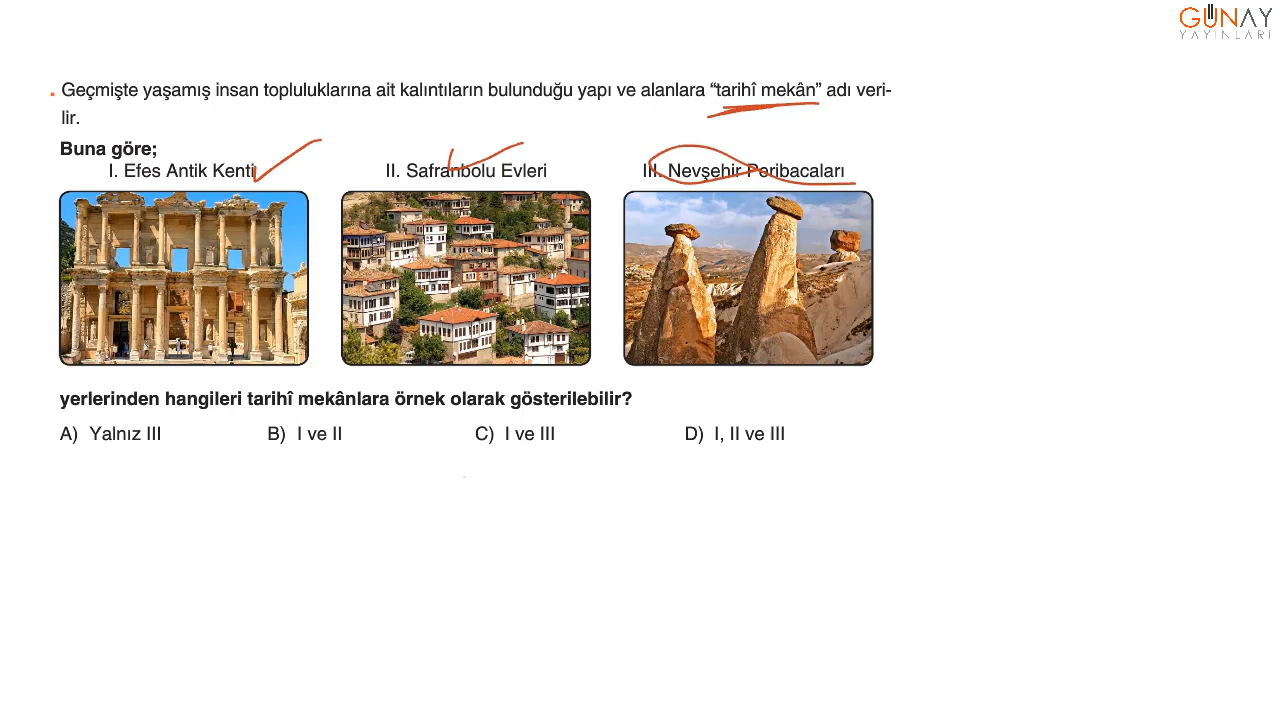 GÜNAY
YAYINLARI
. Geçmişte yaşamış insan topluluklarına ait kalıntıların bulunduğu yapı ve alanlara “tarihî mekân” adı veri-
lir.
Buna göre;
I. Efes Antik Kenti
II. Safranbolu Evleri
III. Nevşehir Peribacaları
yerlerinden hangileri tarihî mekânlara örnek olarak gösterilebilir?
A) Yalnız III
B) I ve II
C) I ve III
D) I, II ve III